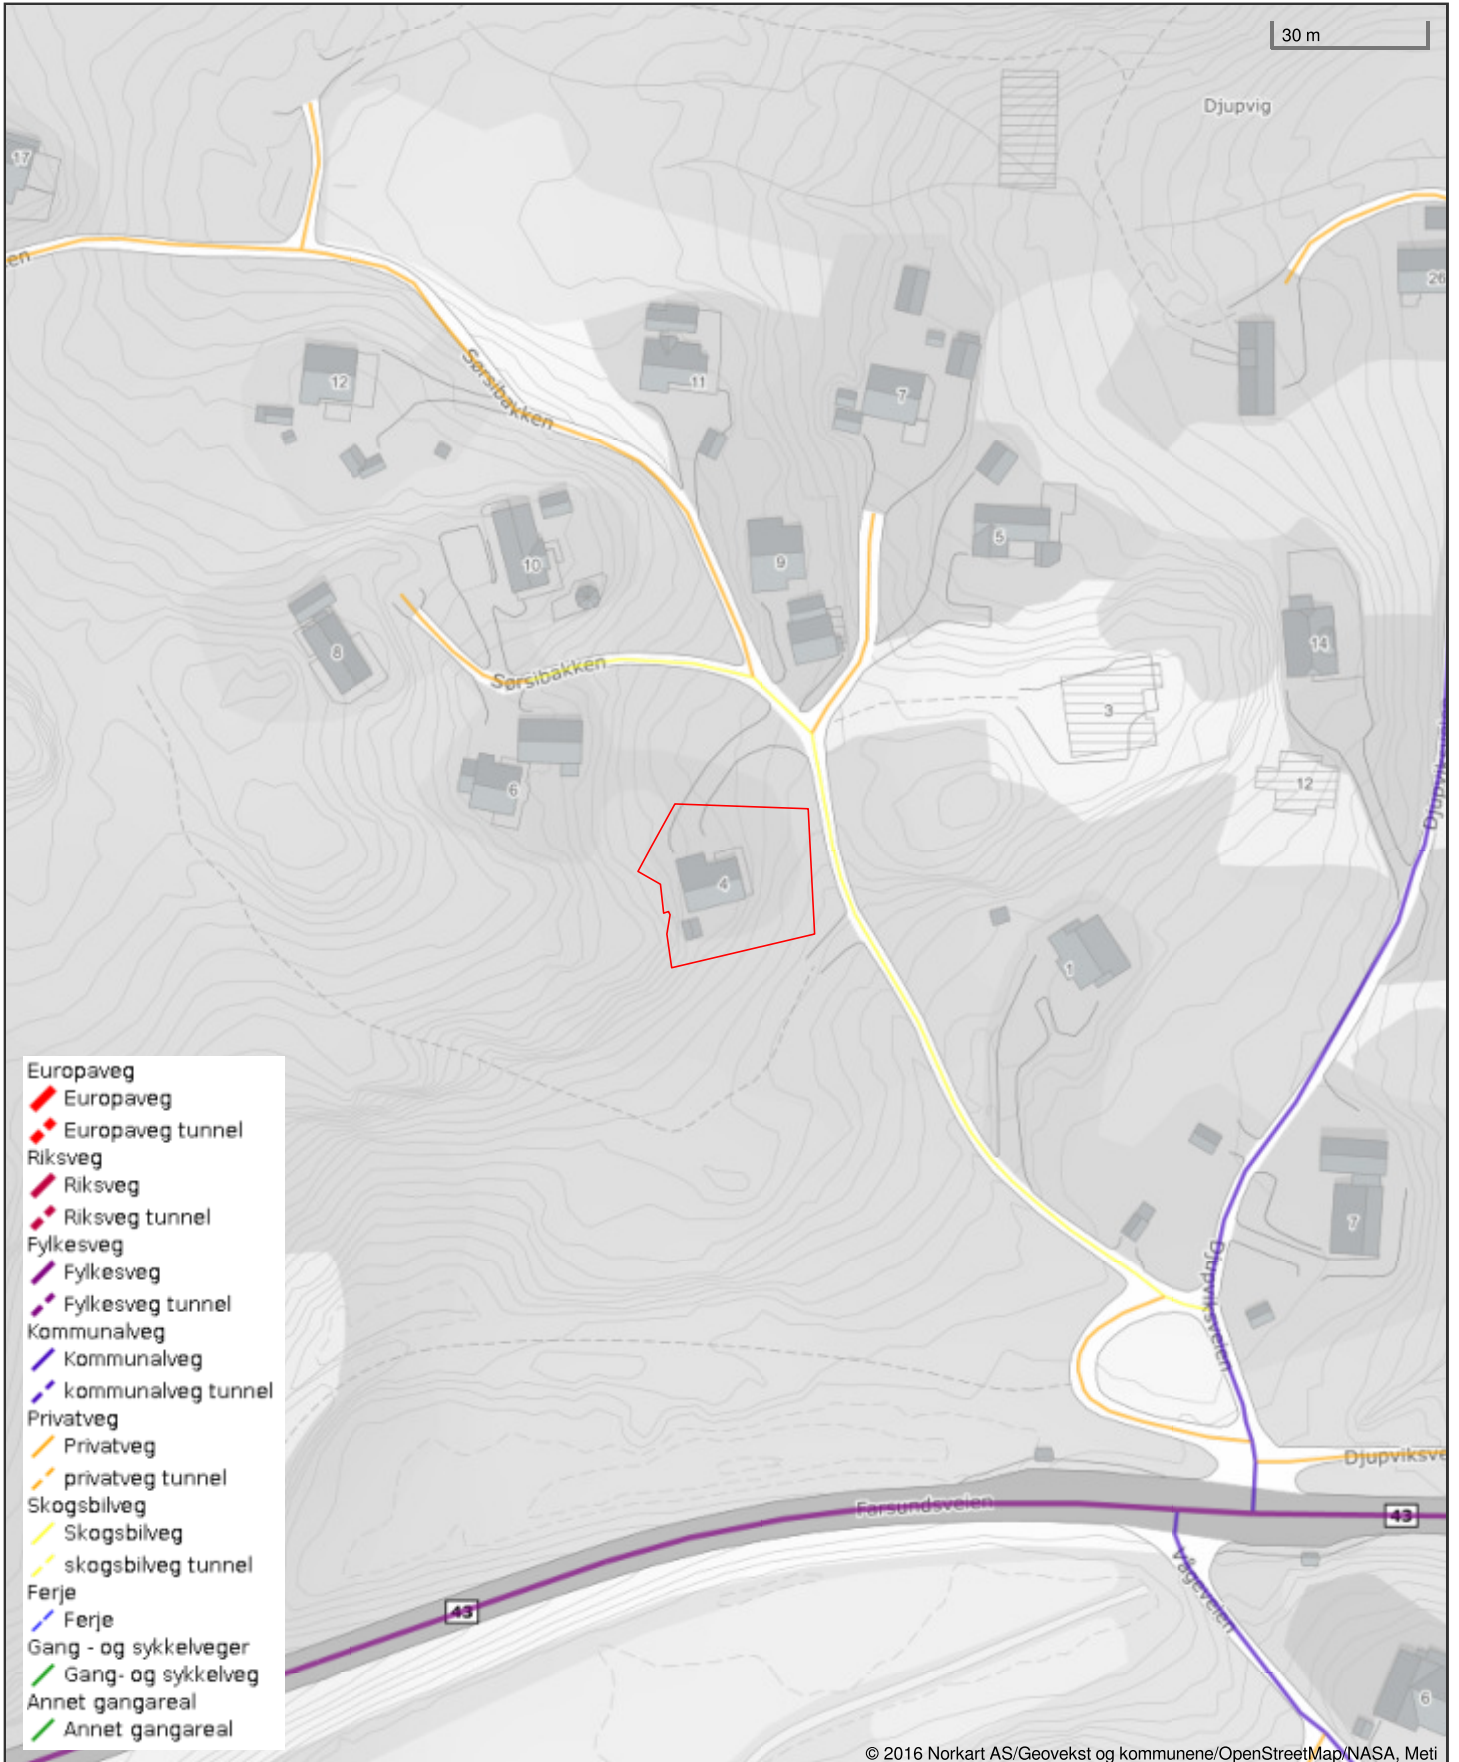 30 m
Djupvig
17
en
26
12
Sørsibakken
11
7
10
9
5
8
14
Sørsibakken
3
6
12
4
1
7
Djupviksveien
Djupviksve
Farsundsveien
43
43
Vågeveien
6
Europaveg
Europaveg
Europaveg tunnel
Riksveg
Riksveg
Riksveg tunnel
Fylkesveg
Fylkesveg
Fylkesveg tunnel
Kommunalveg
Kommunalveg
kommunalveg tunnel
Privatveg
Privatveg
privatveg tunnel
Skogsbilveg
Skogsbilveg
skogsbilveg tunnel
Ferje
Ferje
Gang - og sykkelveger
Gang- og sykkelveg
Annet gangareal
Annet gangareal
© 2016 Norkart AS/Geovekst og kommunene/OpenStreetMap/NASA, Meti